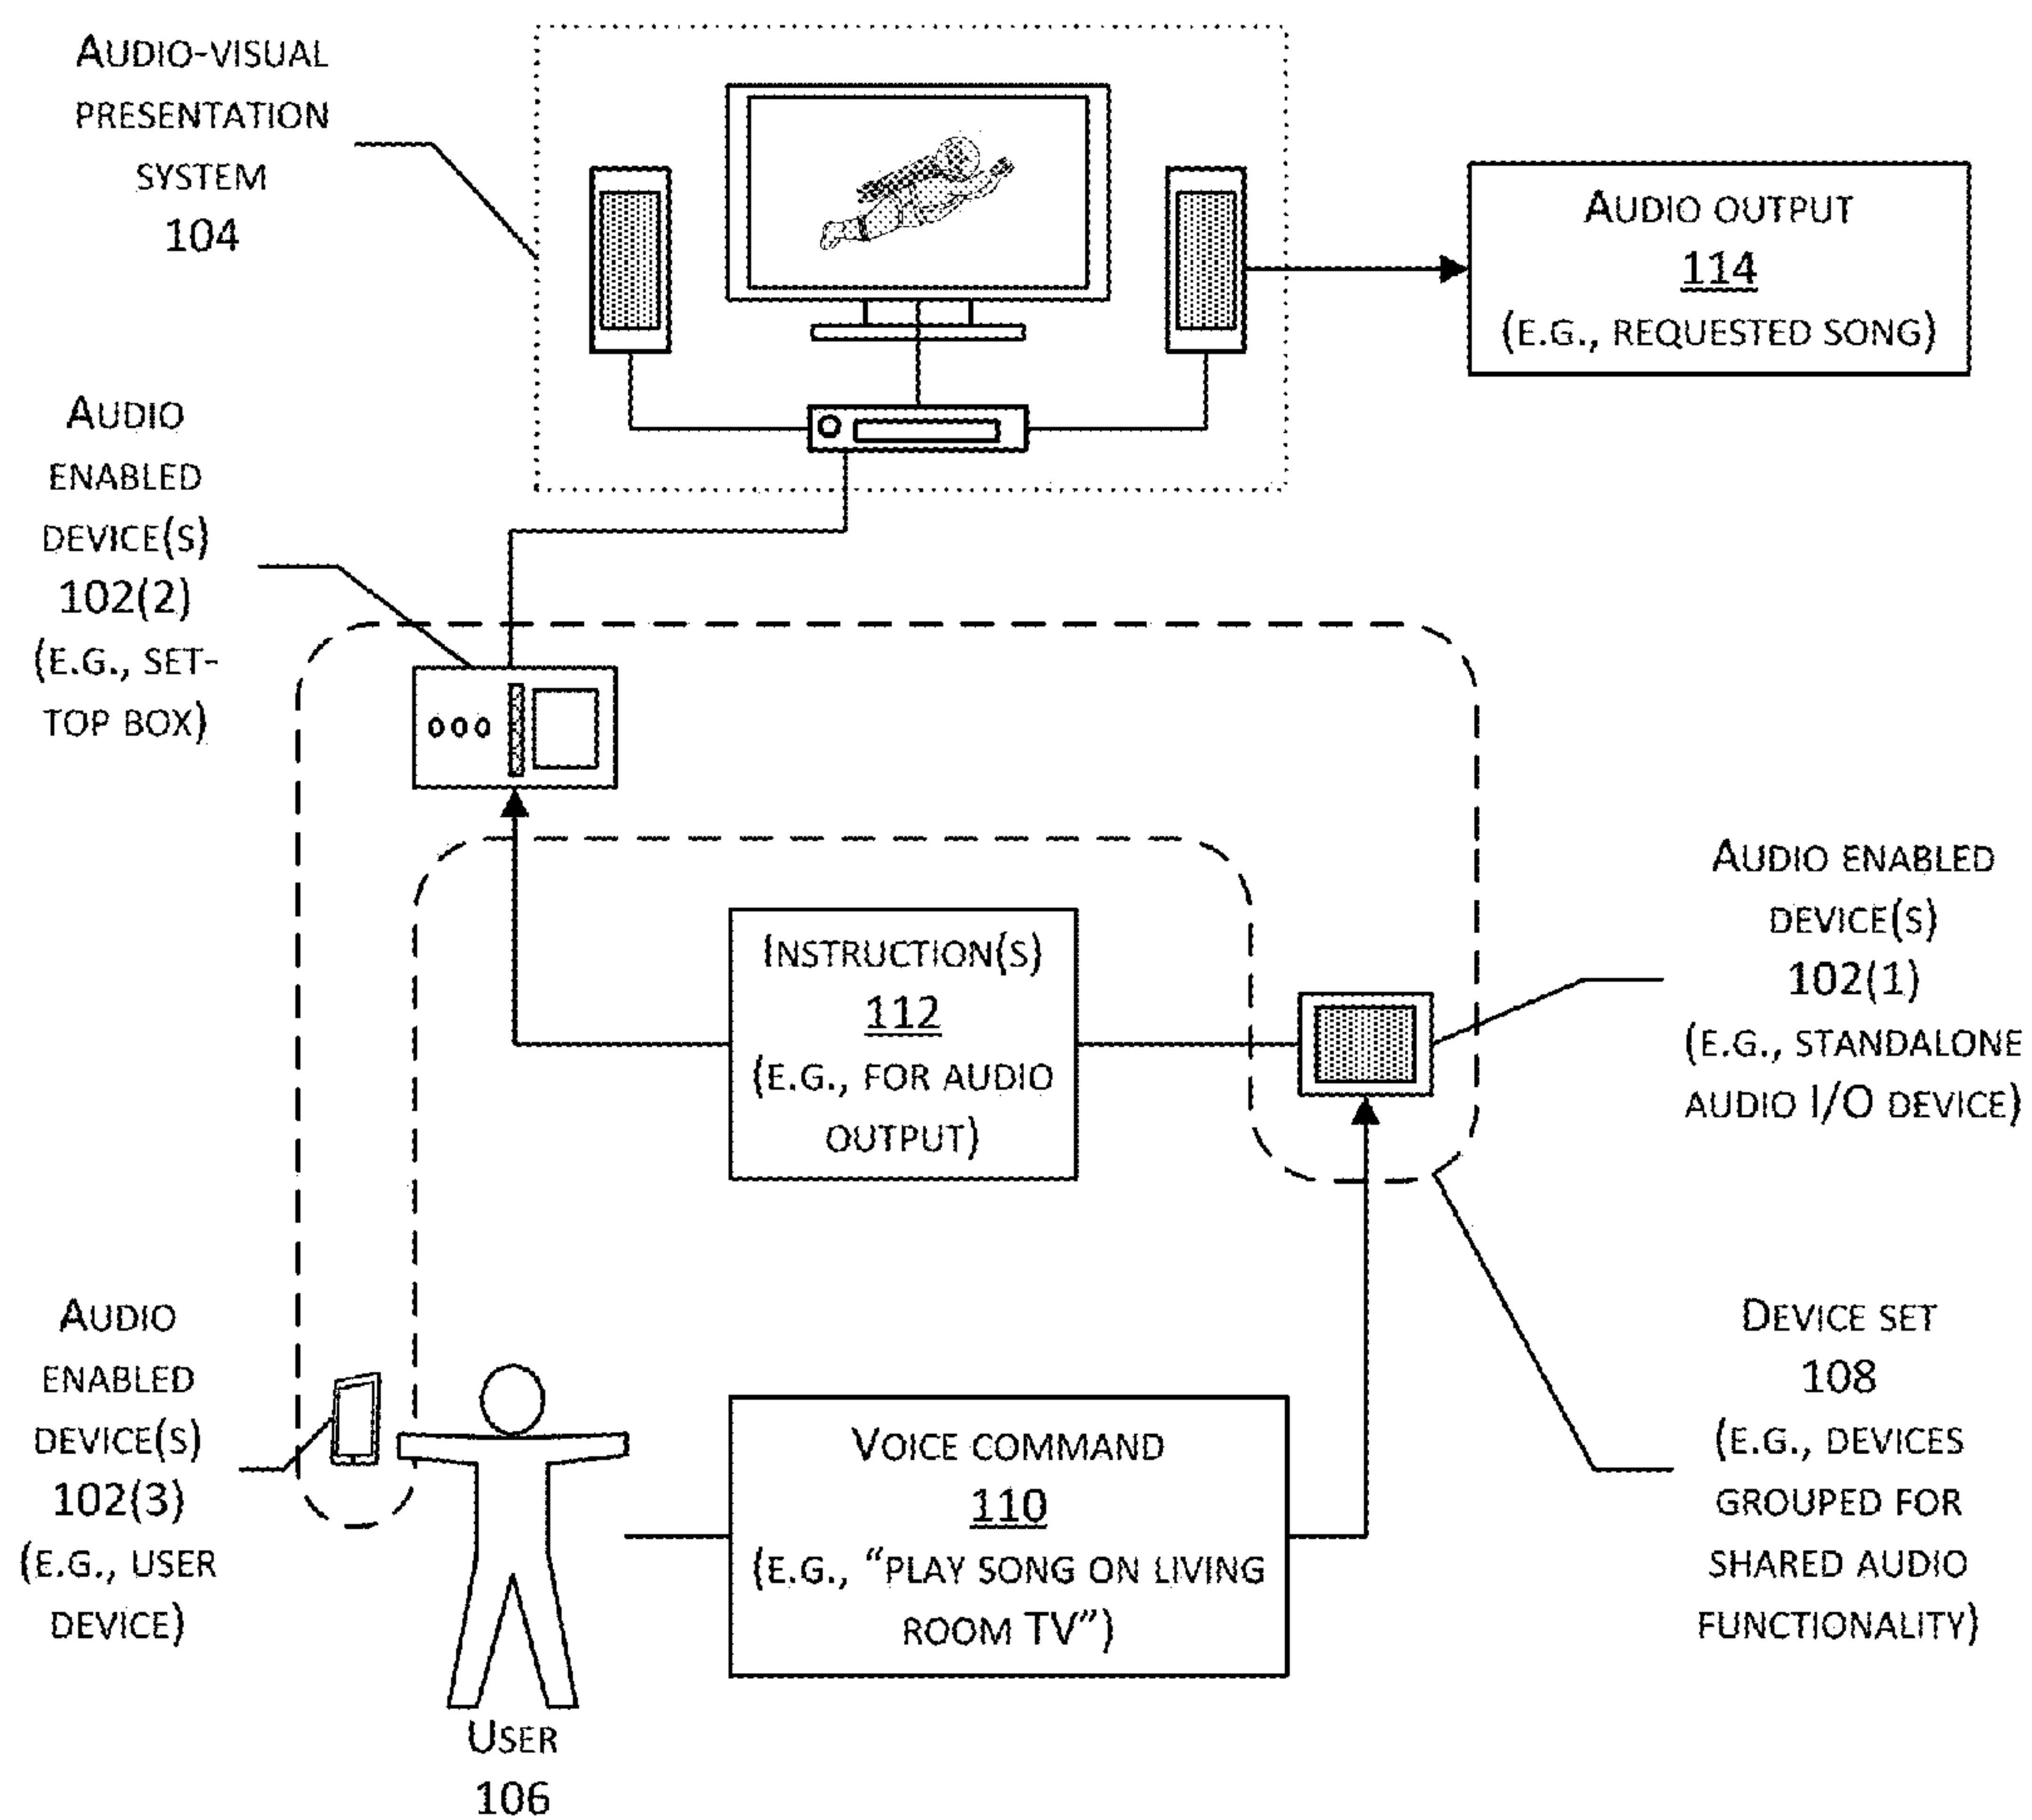 Audio-visual
presentation
system
104
Audio output
114
(e.g., requested song)
Audio
enabled
device(s)
102(2)
(e.g., set-
top box)
Audio enabled
device(s)
102(1)
(e.g., standalone
audio I/O device)
Instruction(s)
112
(e.g., for audio
output)
Audio
enabled
device(s)
102(3)
(e.g., user
device)
Device set
108
(e.g., devices
grouped for
shared audio
functionality)
Voice command
110
(e.g., “play song on living
room TV”)
User
106